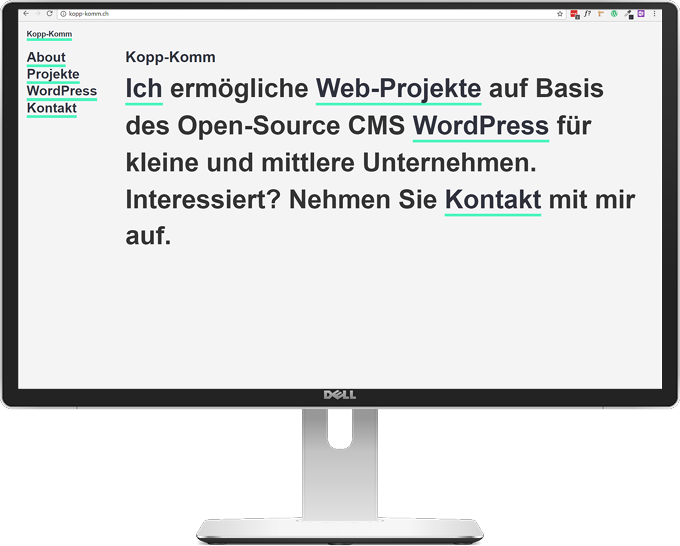 kopp-komm.ch
Kopp-Komm
About
Projekte
WordPress
Kontakt
Kopp-Komm
Ich ermögliche Web-Projekte auf Basis
des Open-Source CMS WordPress für
kleine und mittlere Unternehmen.
Interessiert? Nehmen Sie Kontakt mit mir
auf.
DELL